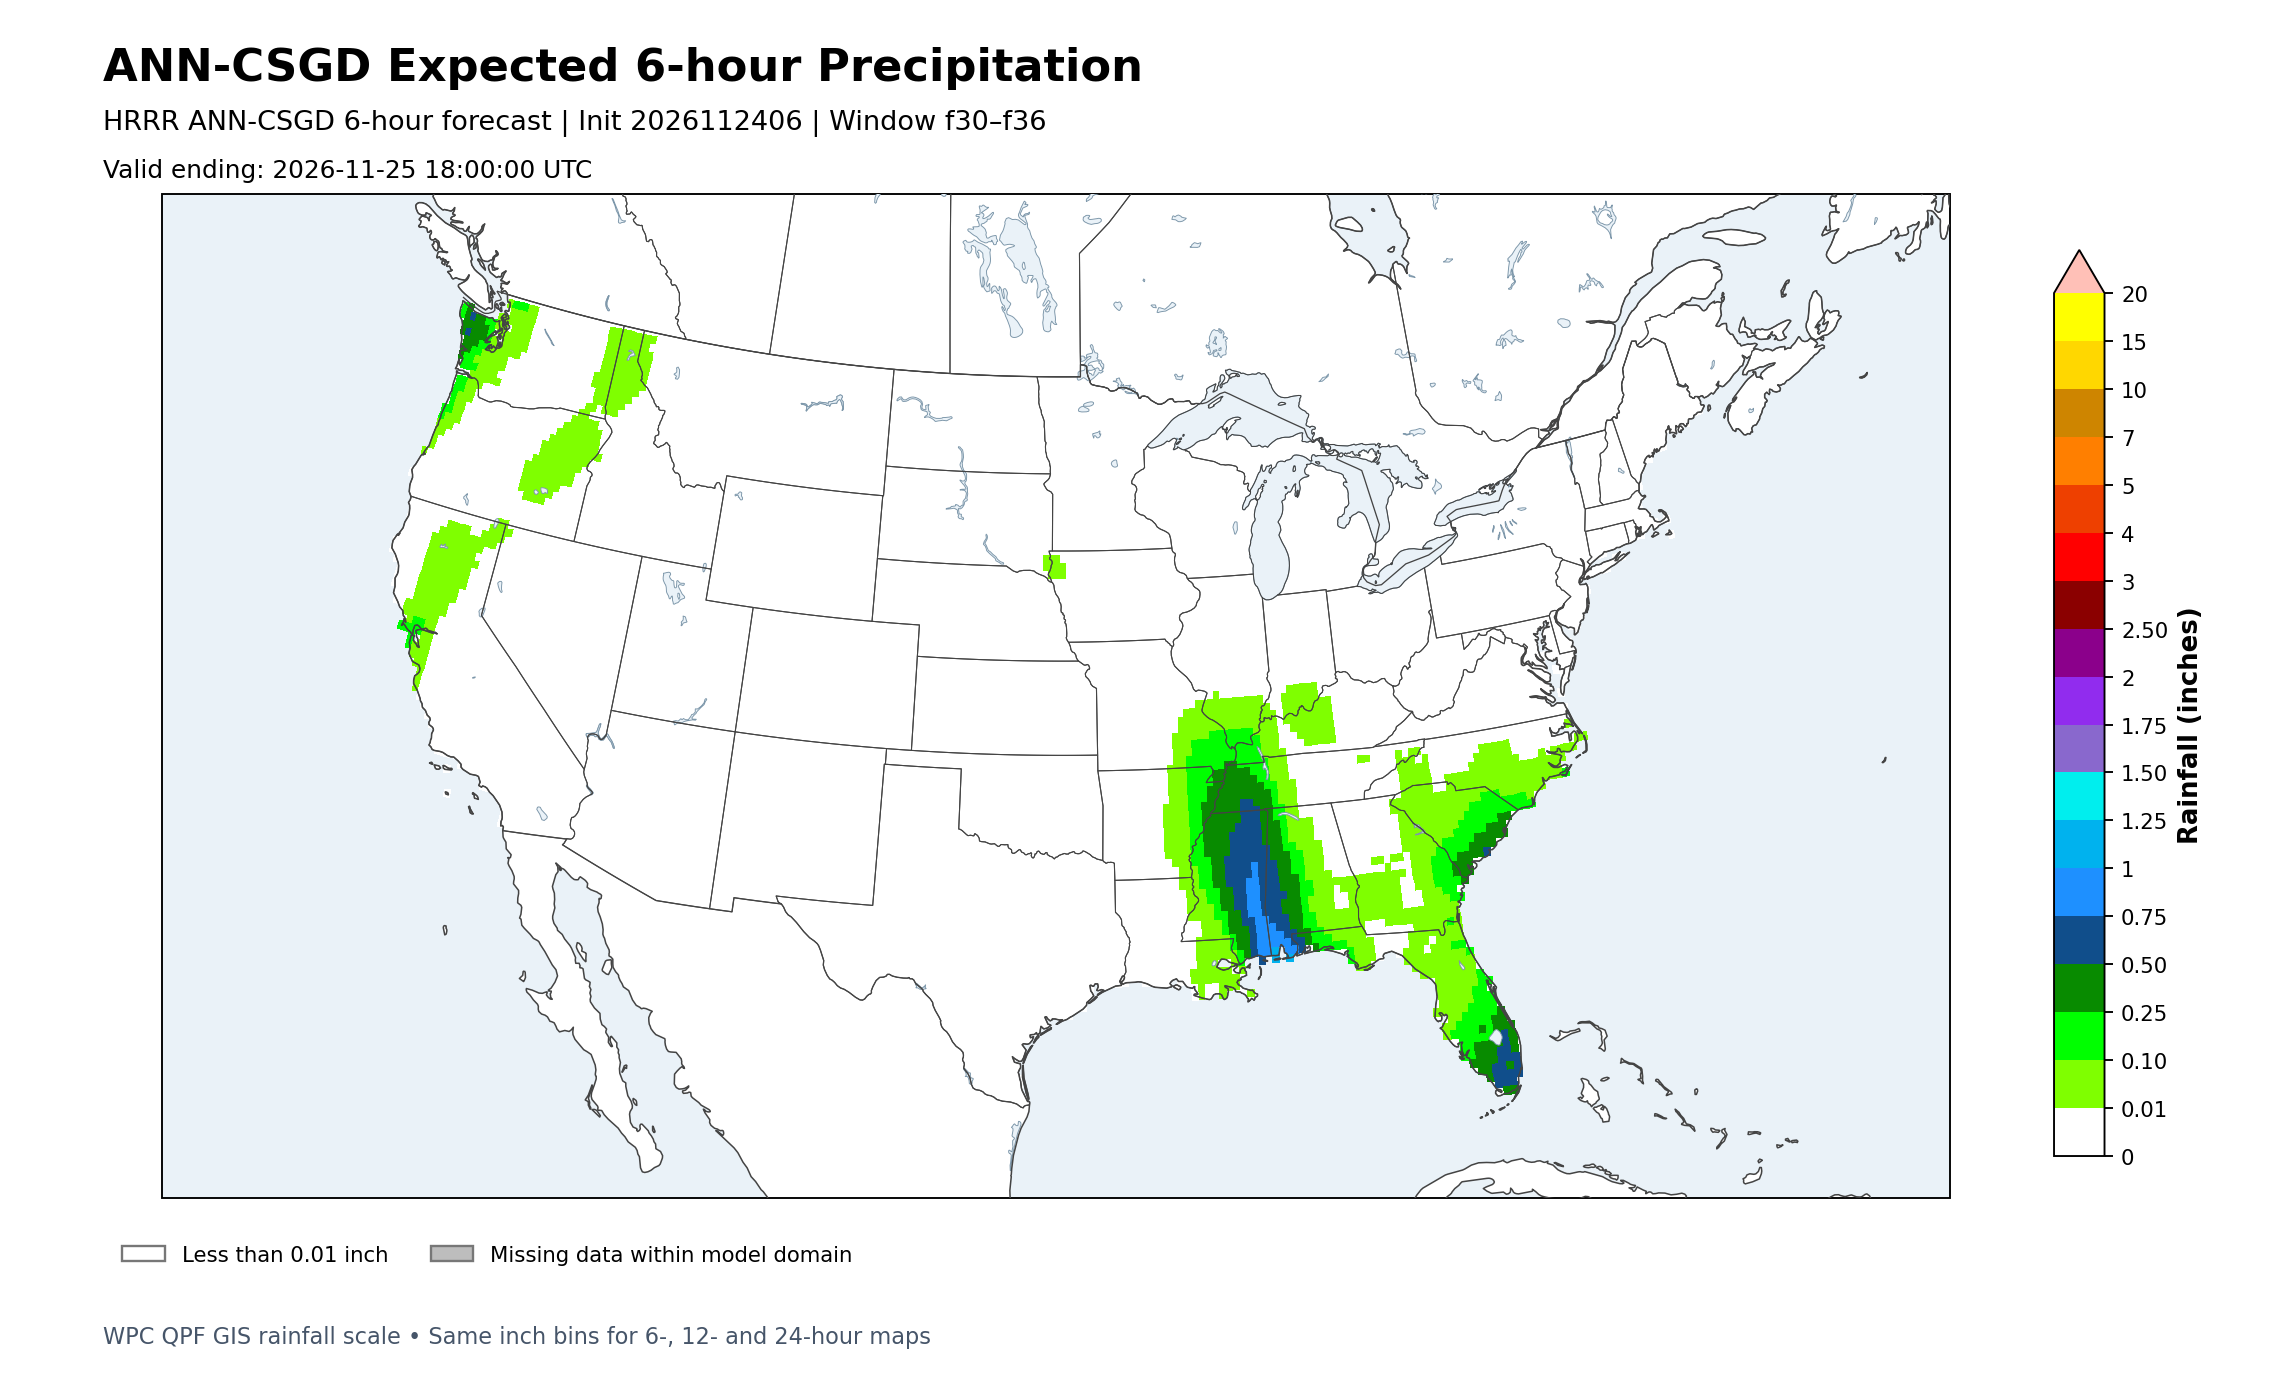 ANN-CSGD Expected 6-hour Precipitation
HRRR ANN-CSGD 6-hour forecast | Init 2026112406 | Window f30–f36
Valid ending: 2026-11-25 18:00:00 UTC
20
15
10
7
5
4
3
2.50
2
1.75
1.50
1.25
1
0.75
0.50
0.25
0.10
0.01
0
Rainfall (inches)
Less than 0.01 inch
Missing data within model domain
WPC QPF GIS rainfall scale • Same inch bins for 6-, 12- and 24-hour maps